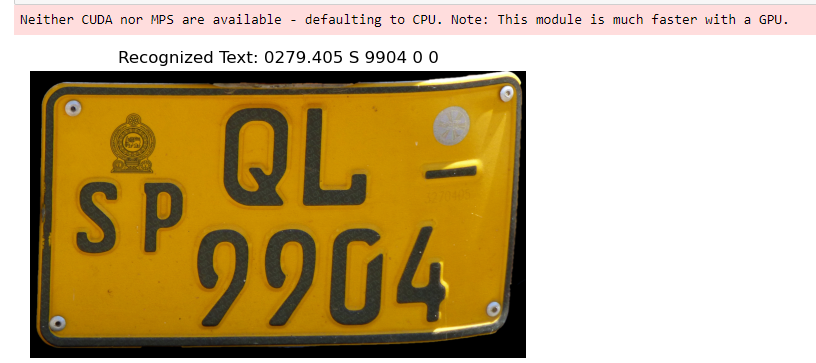 Neither CUDA nor MPS are available - defaulting to CPU. Note: This module is much faster with a GPU.
Recognized Text: 0279.405 S 9904 0 0
QL -
SP
9904